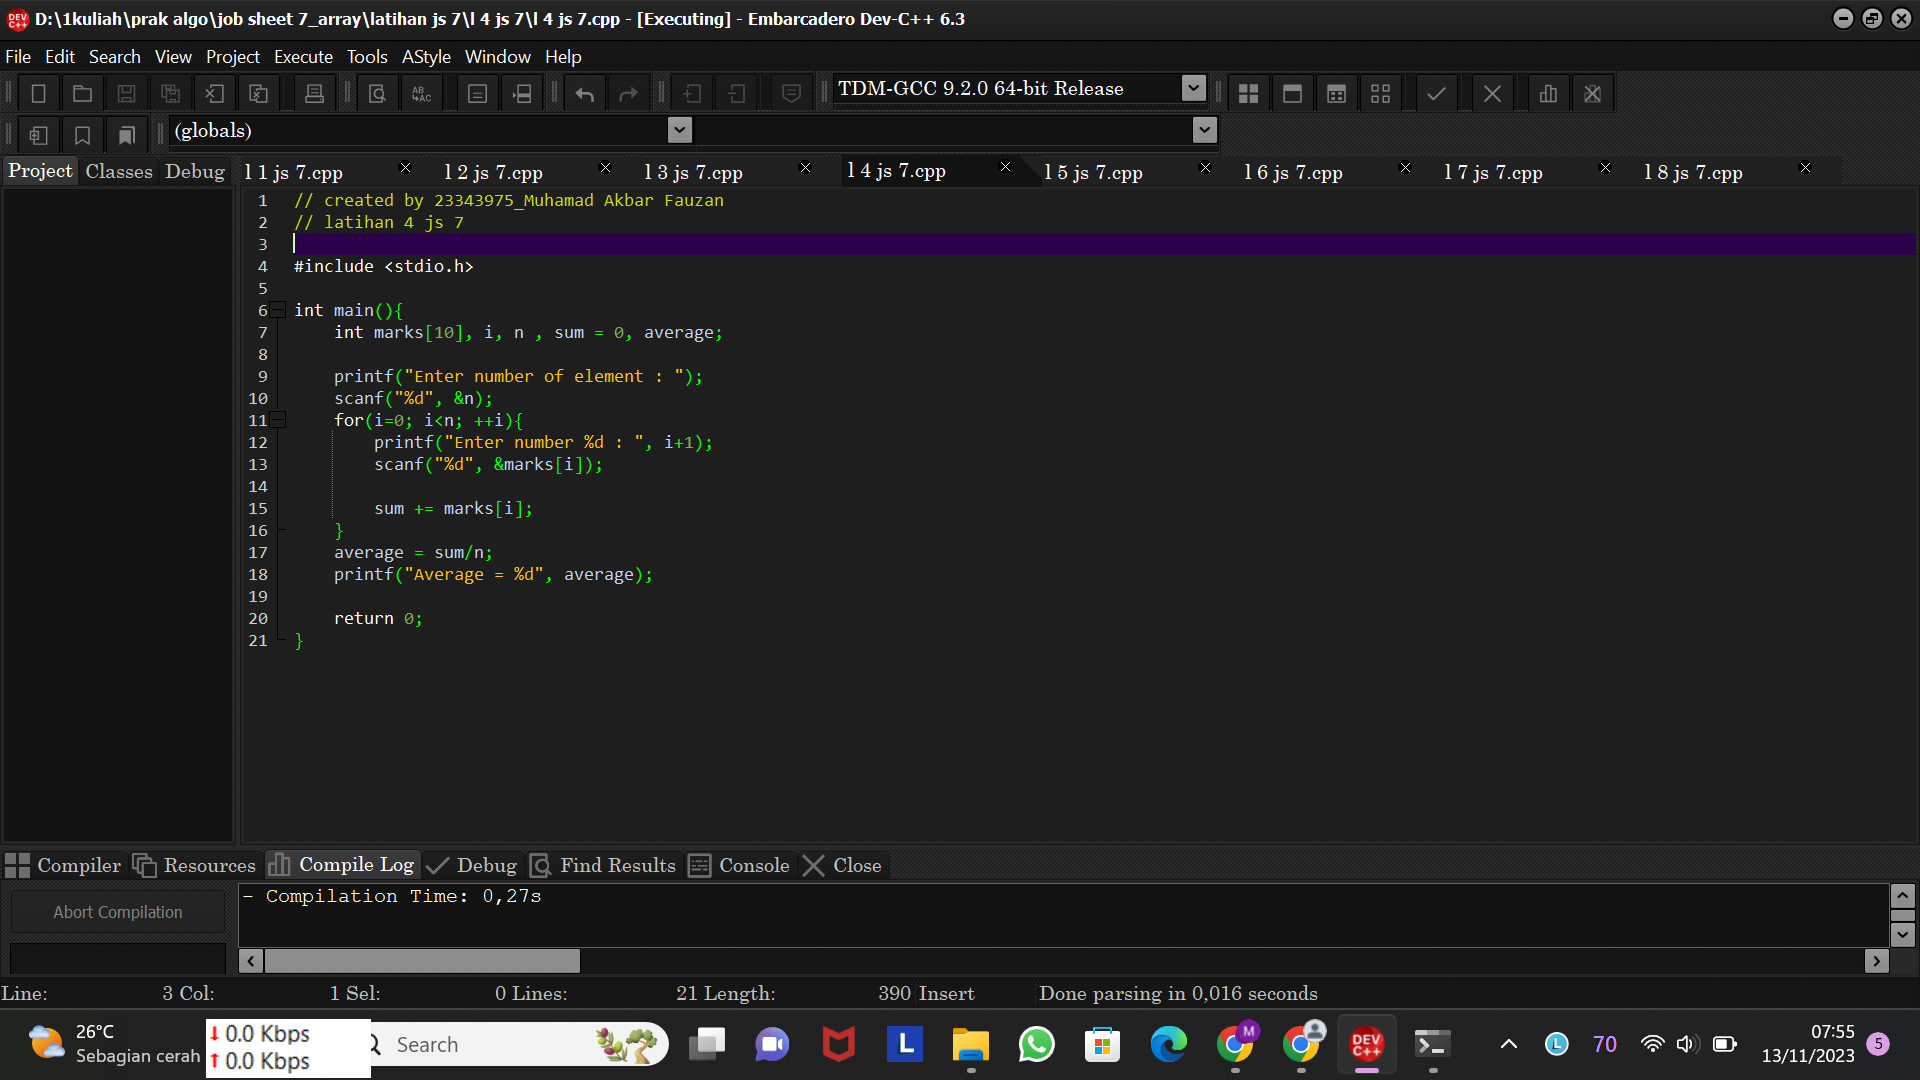 D:\1kuliah\prak algo\job sheet 7_array\latihan js 7\l 4 js 7\l 4 js 7.cpp - [Executing] - Embarcadero Dev-C++ 6.3
File Edit Search View Project Execute Tools AStyle Window Help
TDM-GCC 9.2.0 64-bit Release
(globals)
Project Classes Debug l 1 js 7.cpp l 2 js 7.cpp l 3 js 7.cpp l 4 js 7.cpp l 5 js 7.cpp l 6 js 7.cpp l 7 js 7.cpp l 8 js 7.cpp
1 // created by 23343975_Muhamad Akbar Fauzan
2 // latihan 4 js 7
3
4 #include <stdio.h>
5
6 int main(){
7 int marks[10], i, n , sum = 0, average;
8
9 printf("Enter number of element : ");
10 scanf("%d", &n);
11 for(i=0; i<n; ++i){
12 printf("Enter number %d : ", i+1);
13 scanf("%d", &marks[i]);
14
15 sum += marks[i];
16 }
17 average = sum/n;
18 printf("Average = %d", average);
19
20 return 0;
21 }
Compiler Resources Compile Log Debug Find Results Console Close
Abort Compilation
- Compilation Time: 0,27s
Line: 3 Col: 1 Sel: 0 Lines: 21 Length: 390 Insert Done parsing in 0,016 seconds
26°C
Sebagian cerah
0.0 Kbps
0.0 Kbps
Search
L
M
DEV C++
L
70
07:55
13/11/2023
5